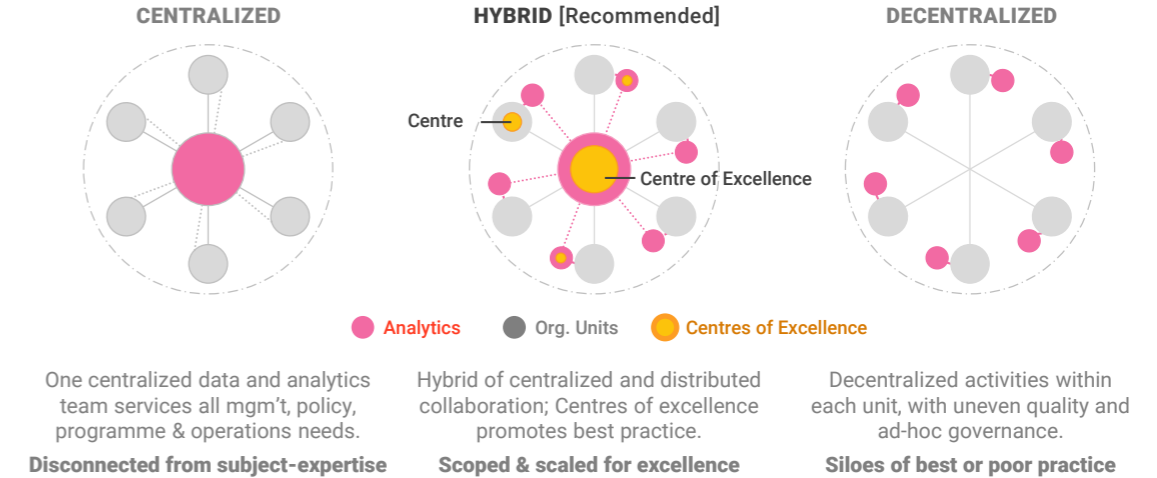 CENTRALIZED
HYBRID [Recommended]
DECENTRALIZED
Centre
Centre of Excellence
Analytics
Org. Units
Centres of Excellence
One centralized data and analytics
team services all mgm't, policy,
programme & operations needs.
Disconnected from subject-expertise
Hybrid of centralized and distributed
collaboration; Centres of excellence
promotes best practice.
Scoped & scaled for excellence
Decentralized activities within
each unit, with uneven quality and
ad-hoc governance.
Siloes of best or poor practice